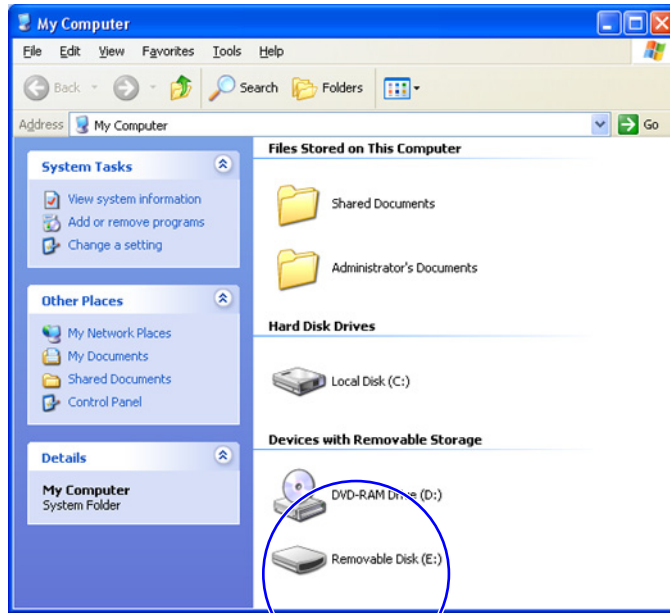 My Computer
File Edit View Favorites Tools Help
Back Search Folders
Address My Computer Go
System Tasks
View system information
Add or remove programs
Change a setting
Other Places
My Network Places
My Documents
Shared Documents
Control Panel
Details
My Computer
System Folder
Files Stored on This Computer
Shared Documents
Administrator's Documents
Hard Disk Drives
Local Disk (C:)
Devices with Removable Storage
DVD-RAM Drive (D:)
Removable Disk (E:)